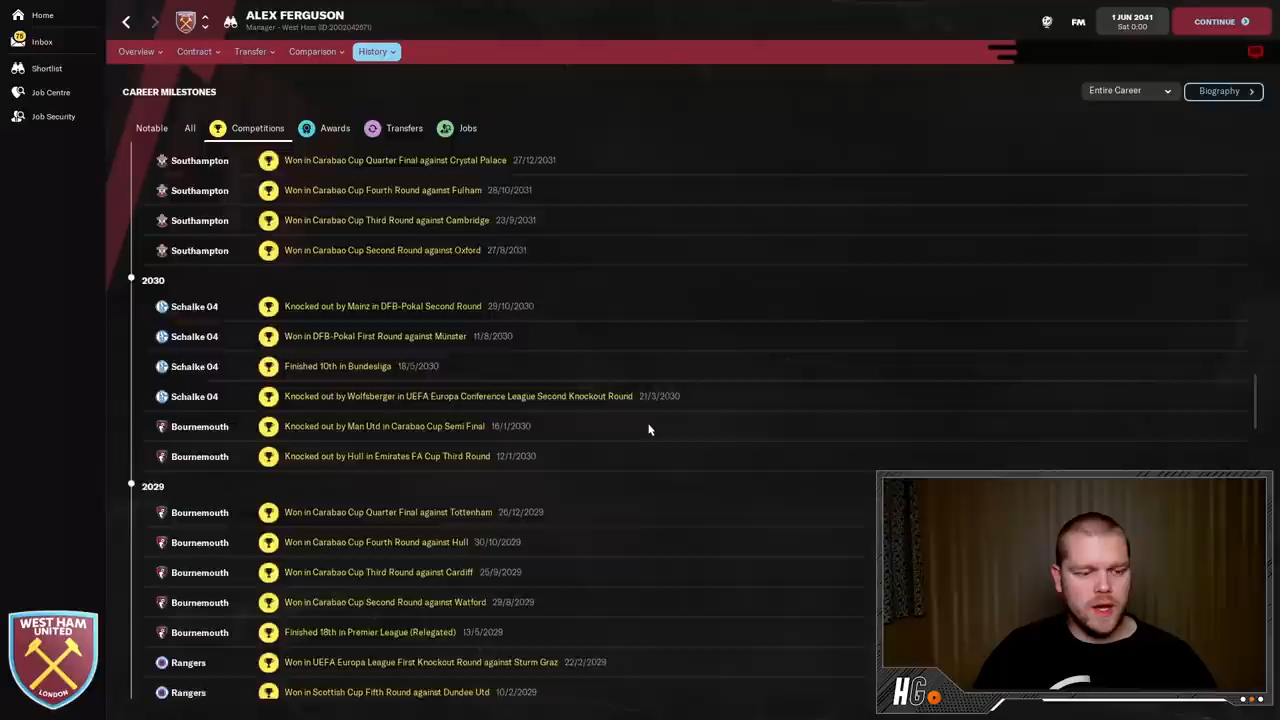 Home
75
Inbox
Shortlist
Job Centre
Job Security
ALEX FERGUSON
Manager - West Ham (ID:2002042671)
FM
1 JUN 2041
Sat 0:00
CONTINUE
Overview
Contract
Transfer
Comparison
History
CAREER MILESTONES
Entire Career
Biography
Notable
All
Competitions
Awards
Transfers
Jobs
Southampton Won in Carabao Cup Quarter Final against Crystal Palace 27/12/2031
Southampton Won in Carabao Cup Fourth Round against Fulham 28/10/2031
Southampton Won in Carabao Cup Third Round against Cambridge 23/9/2031
Southampton Won in Carabao Cup Second Round against Oxford 27/8/2031
2030
Schalke 04 Knocked out by Mainz in DFB-Pokal Second Round 29/10/2030
Schalke 04 Won in DFB-Pokal First Round against Münster 11/8/2030
Schalke 04 Finished 10th in Bundesliga 18/5/2030
Schalke 04 Knocked out by Wolfsberger in UEFA Europa Conference League Second Knockout Round 21/3/2030
Bournemouth Knocked out by Man Utd in Carabao Cup Semi Final 16/1/2030
Bournemouth Knocked out by Hull in Emirates FA Cup Third Round 12/1/2030
2029
Bournemouth Won in Carabao Cup Quarter Final against Tottenham 26/12/2029
Bournemouth Won in Carabao Cup Fourth Round against Hull 30/10/2029
Bournemouth Won in Carabao Cup Third Round against Cardiff 25/9/2029
Bournemouth Won in Carabao Cup Second Round against Watford 29/8/2029
Bournemouth Finished 18th in Premier League (Relegated) 13/5/2029
Rangers Won in UEFA Europa League First Knockout Round against Sturm Graz 22/2/2029
Rangers Won in Scottish Cup Fifth Round against Dundee Utd 10/2/2029
WEST HAM
UNITED
LONDON
HG